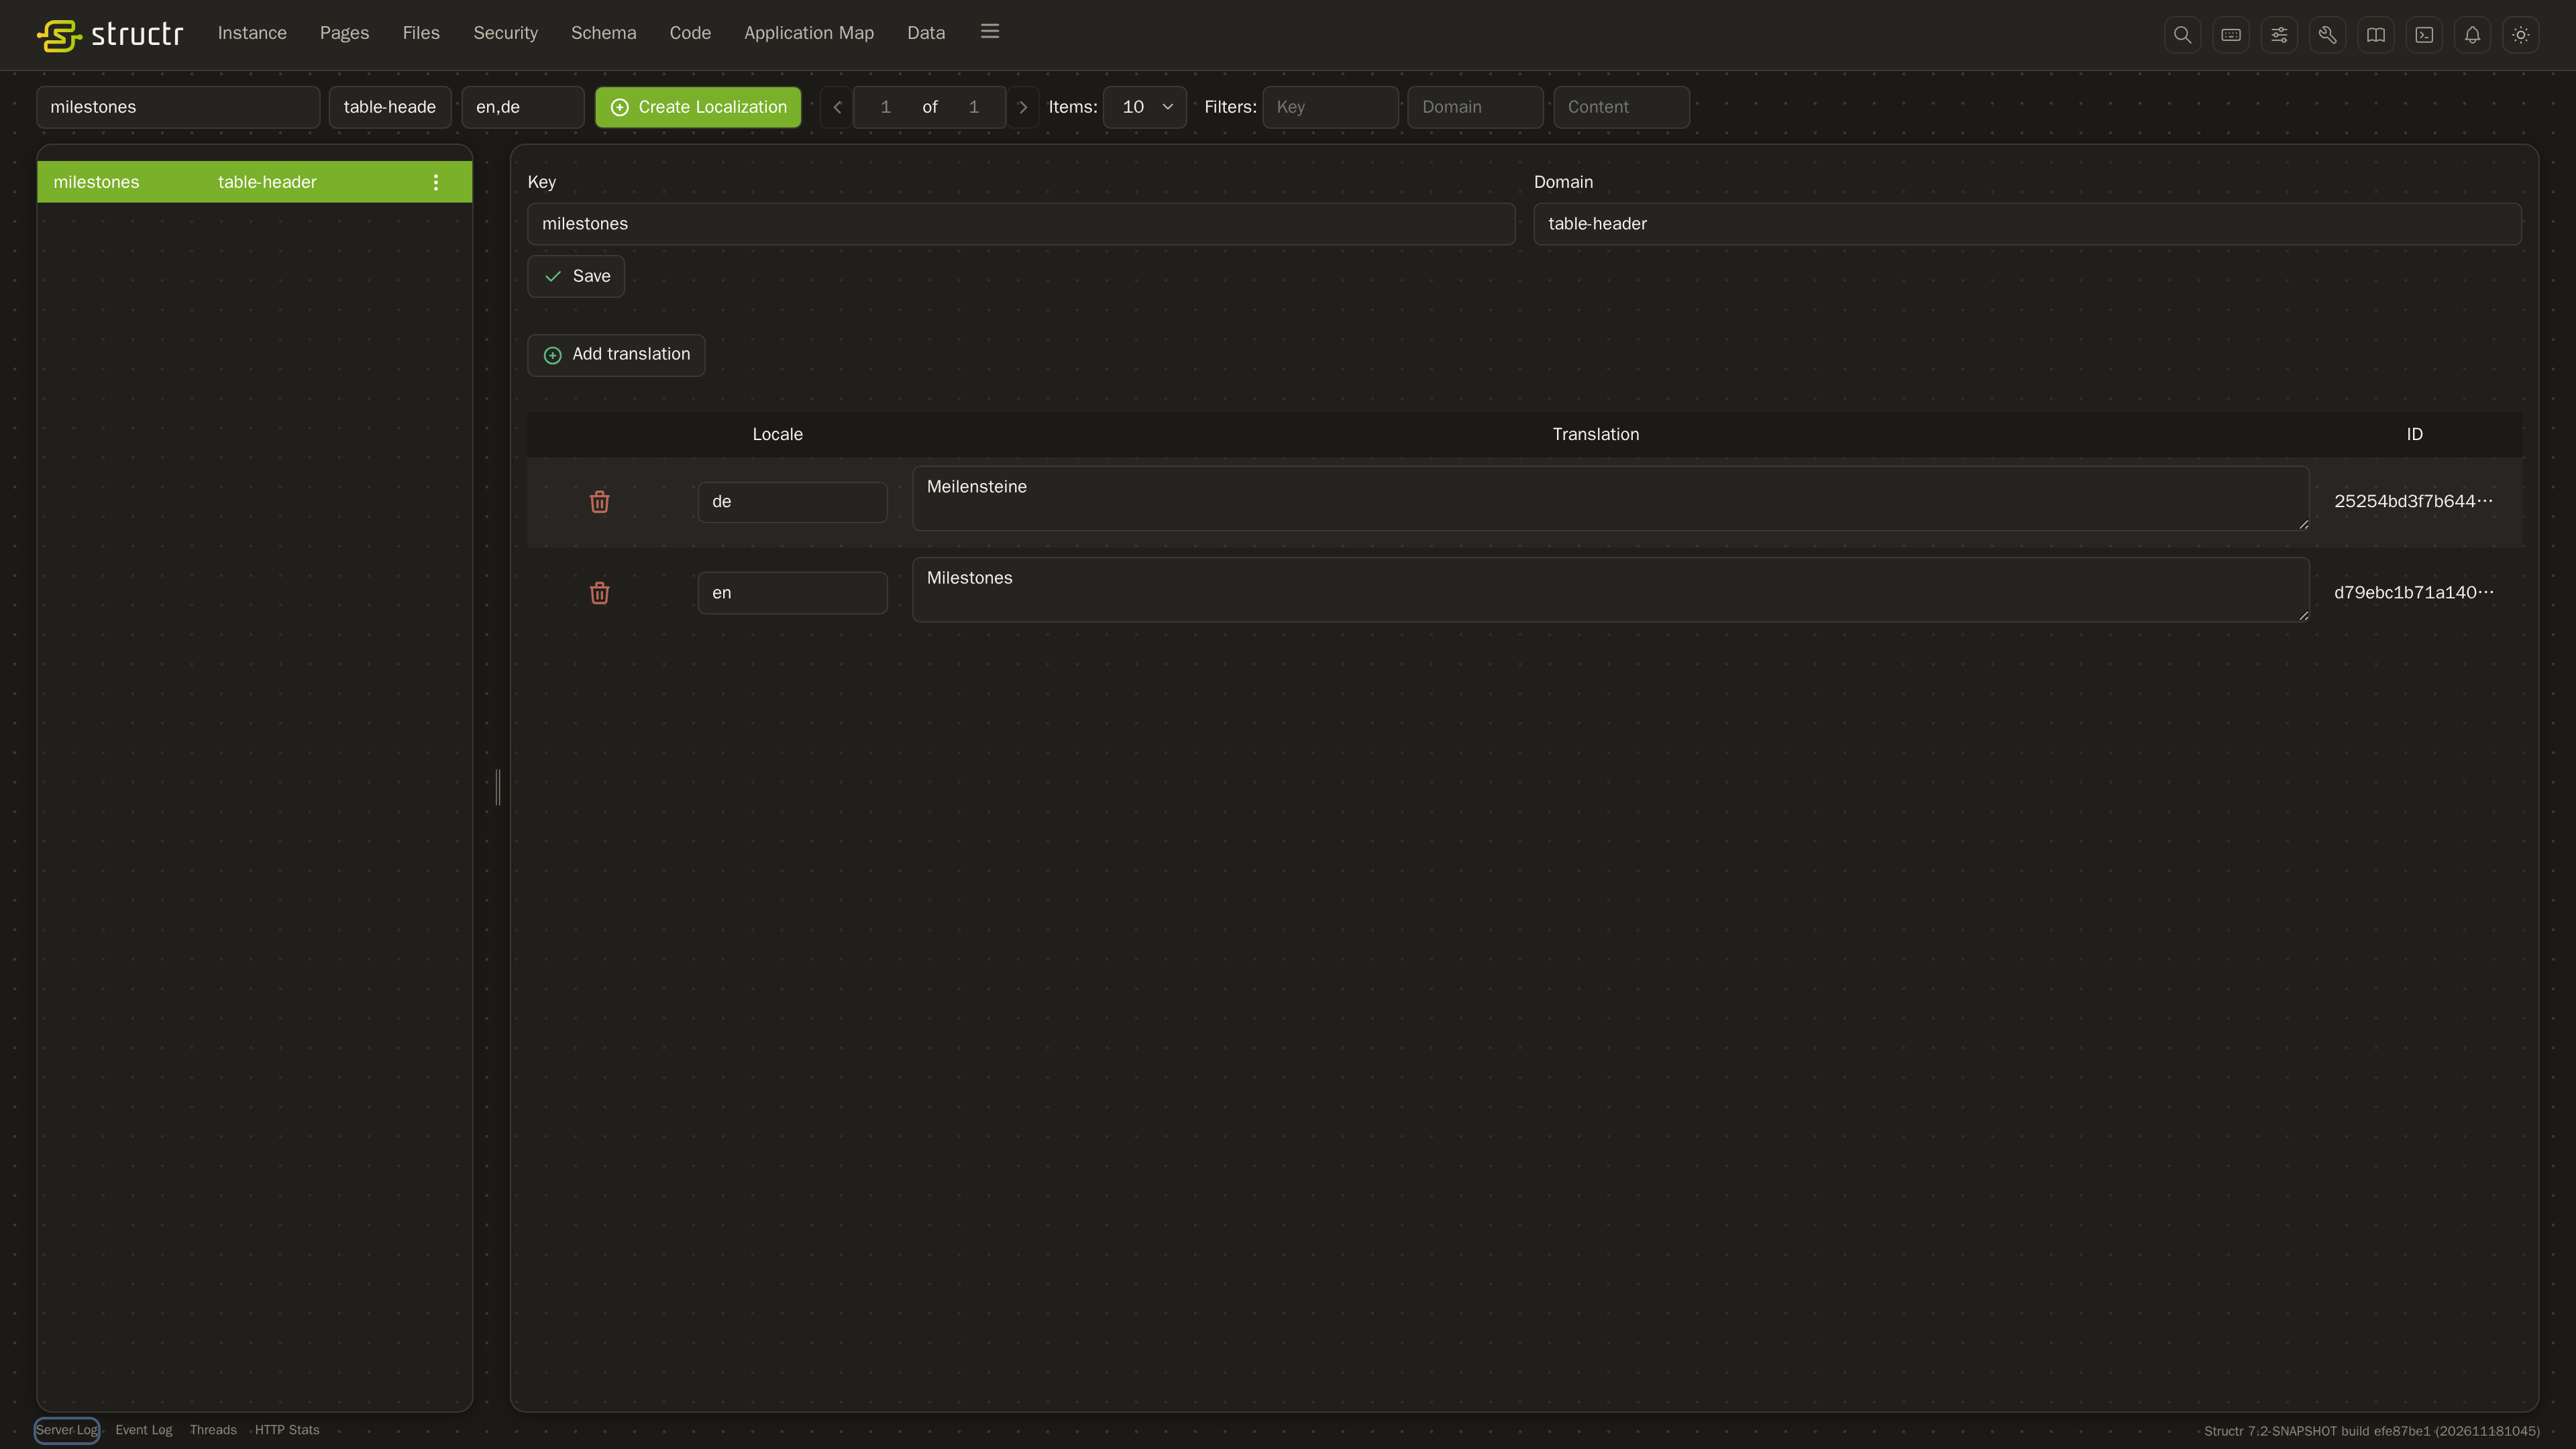 structr Instance Pages Files Security Schema Code Application Map Data
milestones table-heade en,de Create Localization 1 of 1 Items: 10 Filters: Key Domain Content
milestones table-header
Key Domain
milestones table-header
Save
Add translation
Locale Translation ID
de Meilensteine 25254bd3f7b644···
en Milestones d79ebc1b71a140···
Server Log Event Log Threads HTTP Stats Structr 7.2-SNAPSHOT build efe87be1 (202611181045)